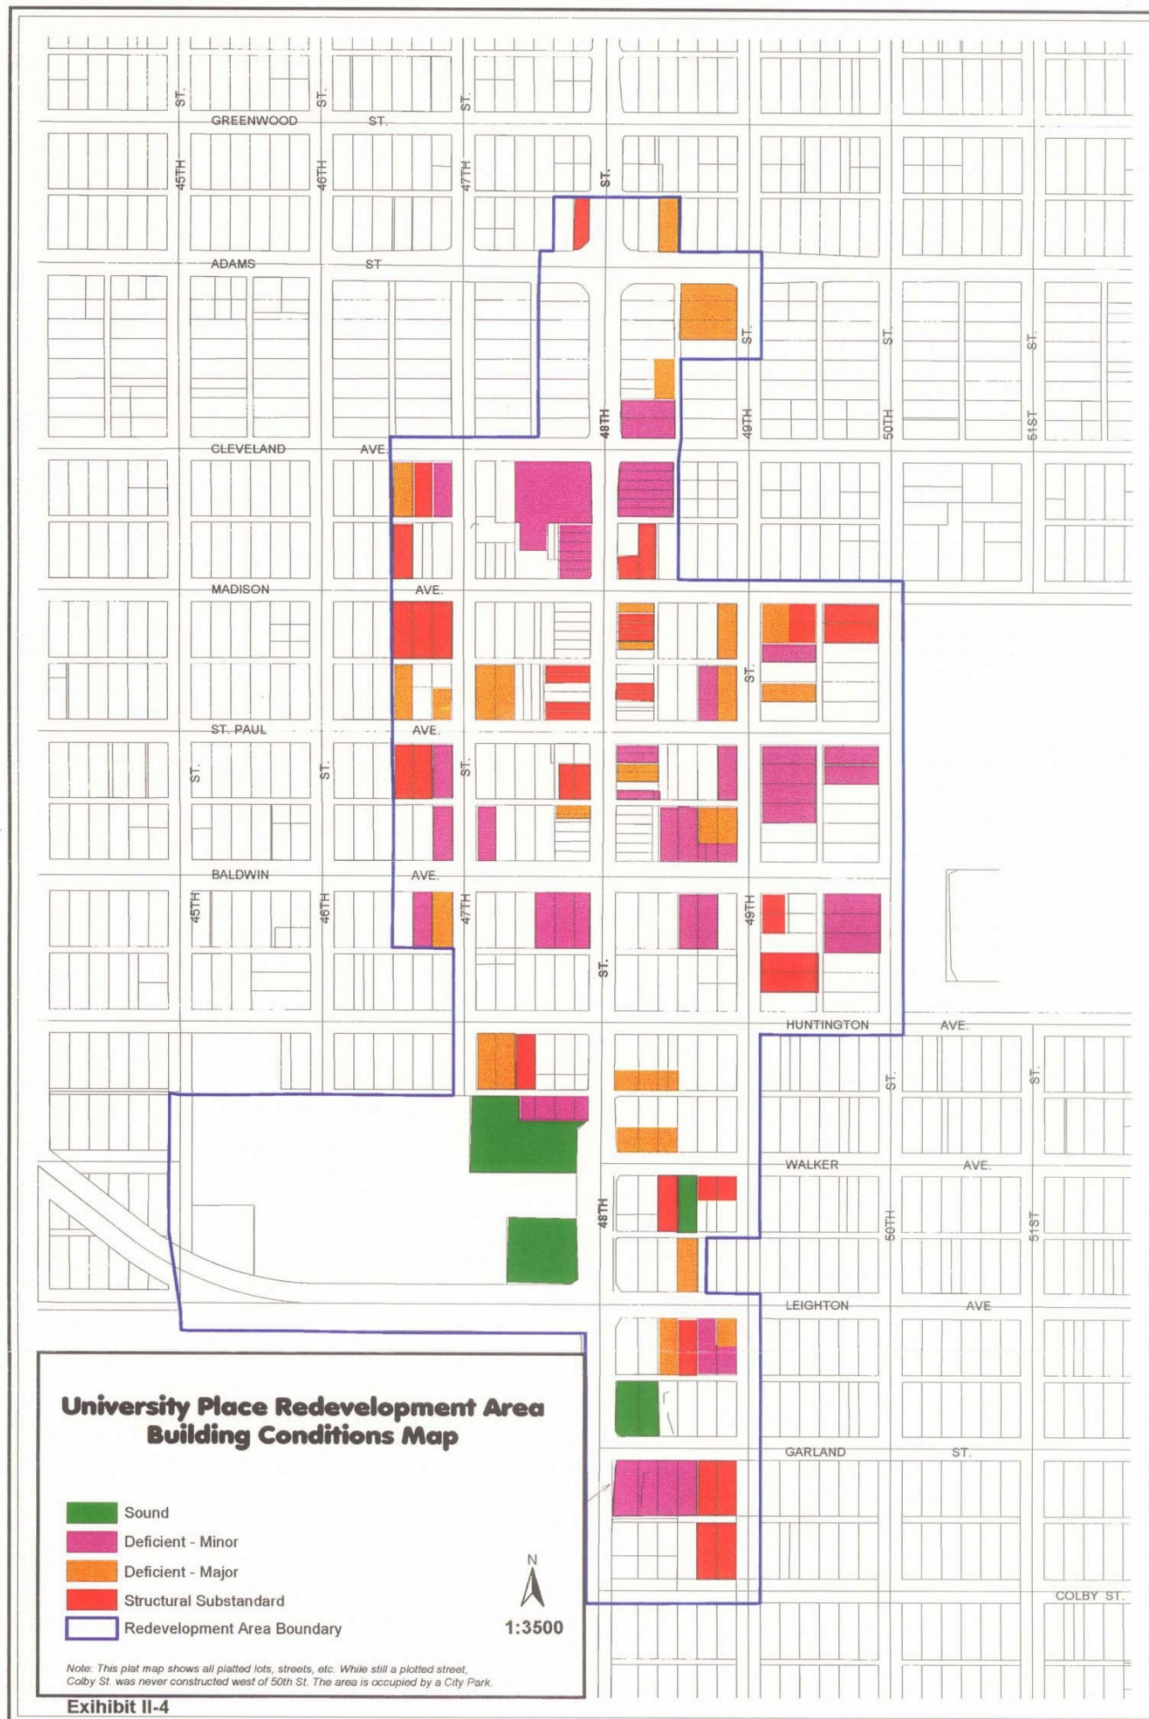 ST.
ST.
ST.
GREENWOOD ST.
45TH
46TH
47TH
ST.
ADAMS ST
ST.
ST.
ST.
48TH
49TH
50TH
51ST
CLEVELAND AVE.
MADISON AVE.
ST.
ST. PAUL AVE.
ST.
ST.
ST.
BALDWIN AVE.
45TH
46TH
47TH
49TH
ST.
HUNTINGTON AVE.
ST.
ST.
WALKER AVE.
48TH
50TH
51ST
LEIGHTON AVE
University Place Redevelopment Area
Building Conditions Map
GARLAND ST.
Sound
Deficient - Minor
Deficient - Major
Structural Substandard
Redevelopment Area Boundary
N
1:3500
COLBY ST.
Note: This plat map shows all platted lots, streets, etc. While still a plotted street,
Colby St. was never constructed west of 50th St. The area is occupied by a City Park.
Exihibit II-4